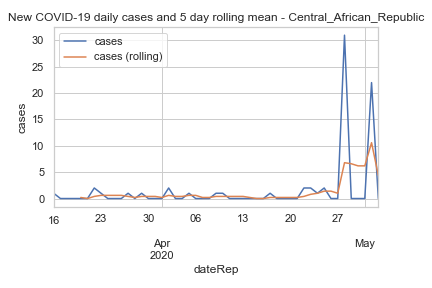 New COVID-19 daily cases and 5 day rolling mean - Central_African_Republic
cases
cases (rolling)
cases
30
25
20
15
10
5
0
16 23 30 06 13 20 27
Apr May
2020
dateRep